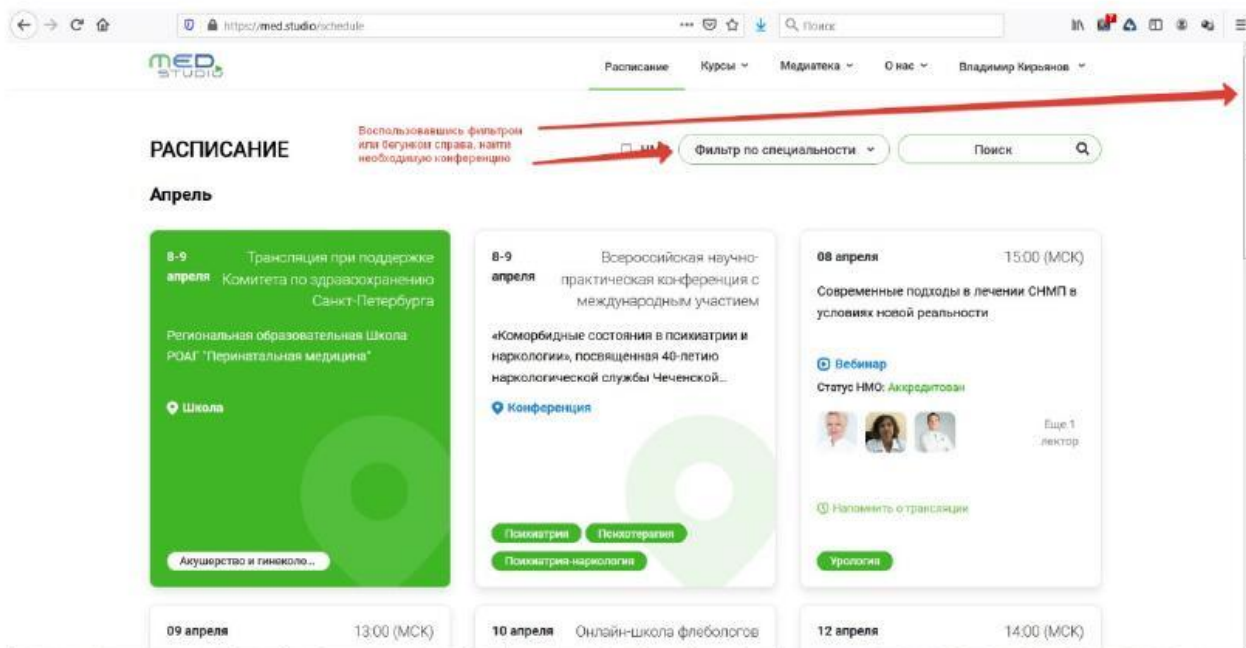 https://med.studio/schedule
Поиск
MED
STUDIO
Расписание
Курсы
Медиатека
О нас
Владимир Кирьянов
РАСПИСАНИЕ
Воспользовавшись фильтром
или бегунком справа, найти
необходимую конференцию
Фильтр по специальности
Поиск
Апрель
8-9
апреля
Трансляция при поддержке
Комитета по здравоохранению
Санкт-Петербурга
Региональная образовательная Школа
РОАГ "Перинатальная медицина"
Школа
Акушерство и гинеколо...
8-9
апреля
Всероссийская научно-
практическая конференция с
международным участием
«Коморбидные состояния в психиатрии и
наркологии», посвященная 40-летию
наркологической службы Чеченской...
Конференция
Психиатрия
Психотерапия
Психиатрия-наркология
08 апреля
15:00 (МСК)
Современные подходы в лечении СНМП в
условиях новой реальности
Вебинар
Статус НМО: Аккредитован
Еще 1
лектор
Напомнить о трансляции
Урология
09 апреля
13:00 (МСК)
10 апреля
Онлайн-школа флебологов
12 апреля
14:00 (МСК)